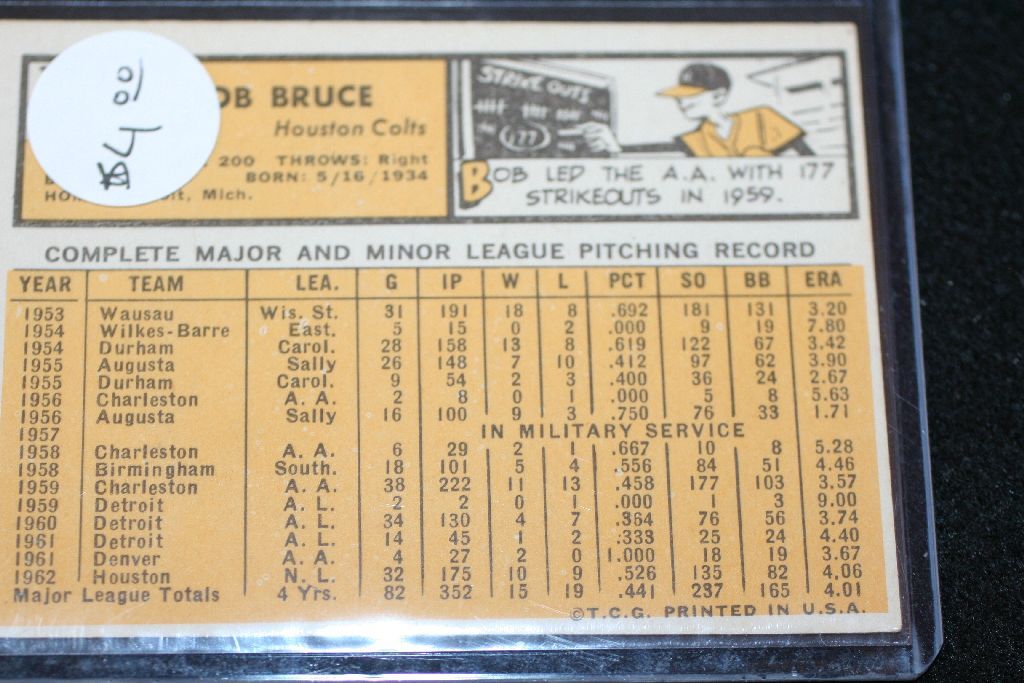 $4 00
OB BRUCE
Houston Colts
200 THROWS: Right
BORN: 5/16/1934
Mich.
STRIKE OUTS
177
BOB LED THE A.A. WITH 177
STRIKEOUTS IN 1959.
COMPLETE MAJOR AND MINOR LEAGUE PITCHING RECORD
YEAR TEAM LEA. G IP W L PCT SO BB ERA
1953 Wausau Wis. St. 31 191 18 8 .692 181 131 3.20
1954 Wilkes-Barre East. 5 15 0 2 .000 9 19 7.80
1954 Durham Carol. 28 158 13 8 .619 122 67 3.42
1955 Augusta Sally 26 148 7 10 .412 97 62 3.90
1955 Durham Carol. 9 54 2 3 .400 36 24 2.67
1956 Charleston A. A. 2 8 0 1 .000 5 8 5.63
1956 Augusta Sally 16 100 9 3 .750 76 33 1.71
1957 IN MILITARY SERVICE
1958 Charleston A. A. 6 29 2 1 .667 10 8 5.28
1958 Birmingham South. 18 101 5 4 .556 84 51 4.46
1959 Charleston A. A. 38 222 11 13 .458 177 103 3.57
1959 Detroit A. L. 2 2 0 1 .000 1 3 9.00
1960 Detroit A. L. 34 130 4 7 .364 76 56 3.74
1961 Detroit A. L. 14 45 1 2 .333 25 24 4.40
1961 Denver A. A. 4 27 2 0 1.000 18 19 3.67
1962 Houston N. L. 32 175 10 9 .526 135 82 4.06
Major League Totals 4 Yrs. 82 352 15 19 .441 237 165 4.01
©T.C.G. PRINTED IN U.S.A.